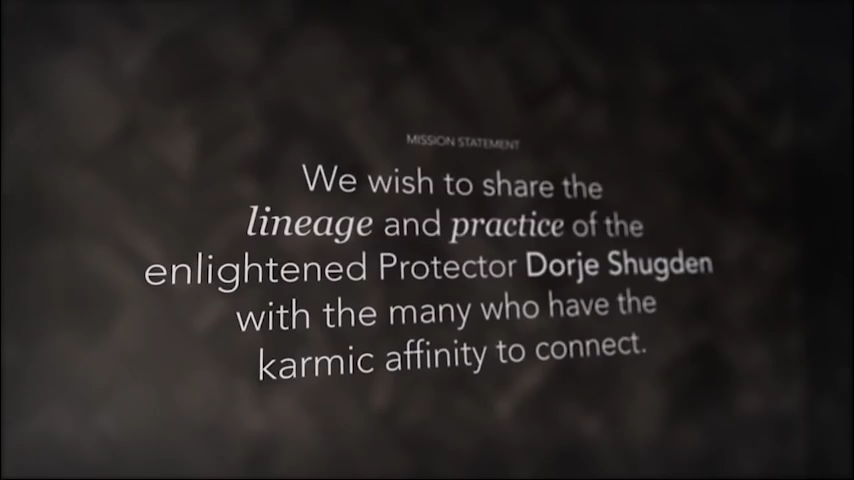 MISSION STATEMENT
We wish to share the
lineage and practice of the
enlightened Protector Dorje Shugden
with the many who have the
karmic affinity to connect.